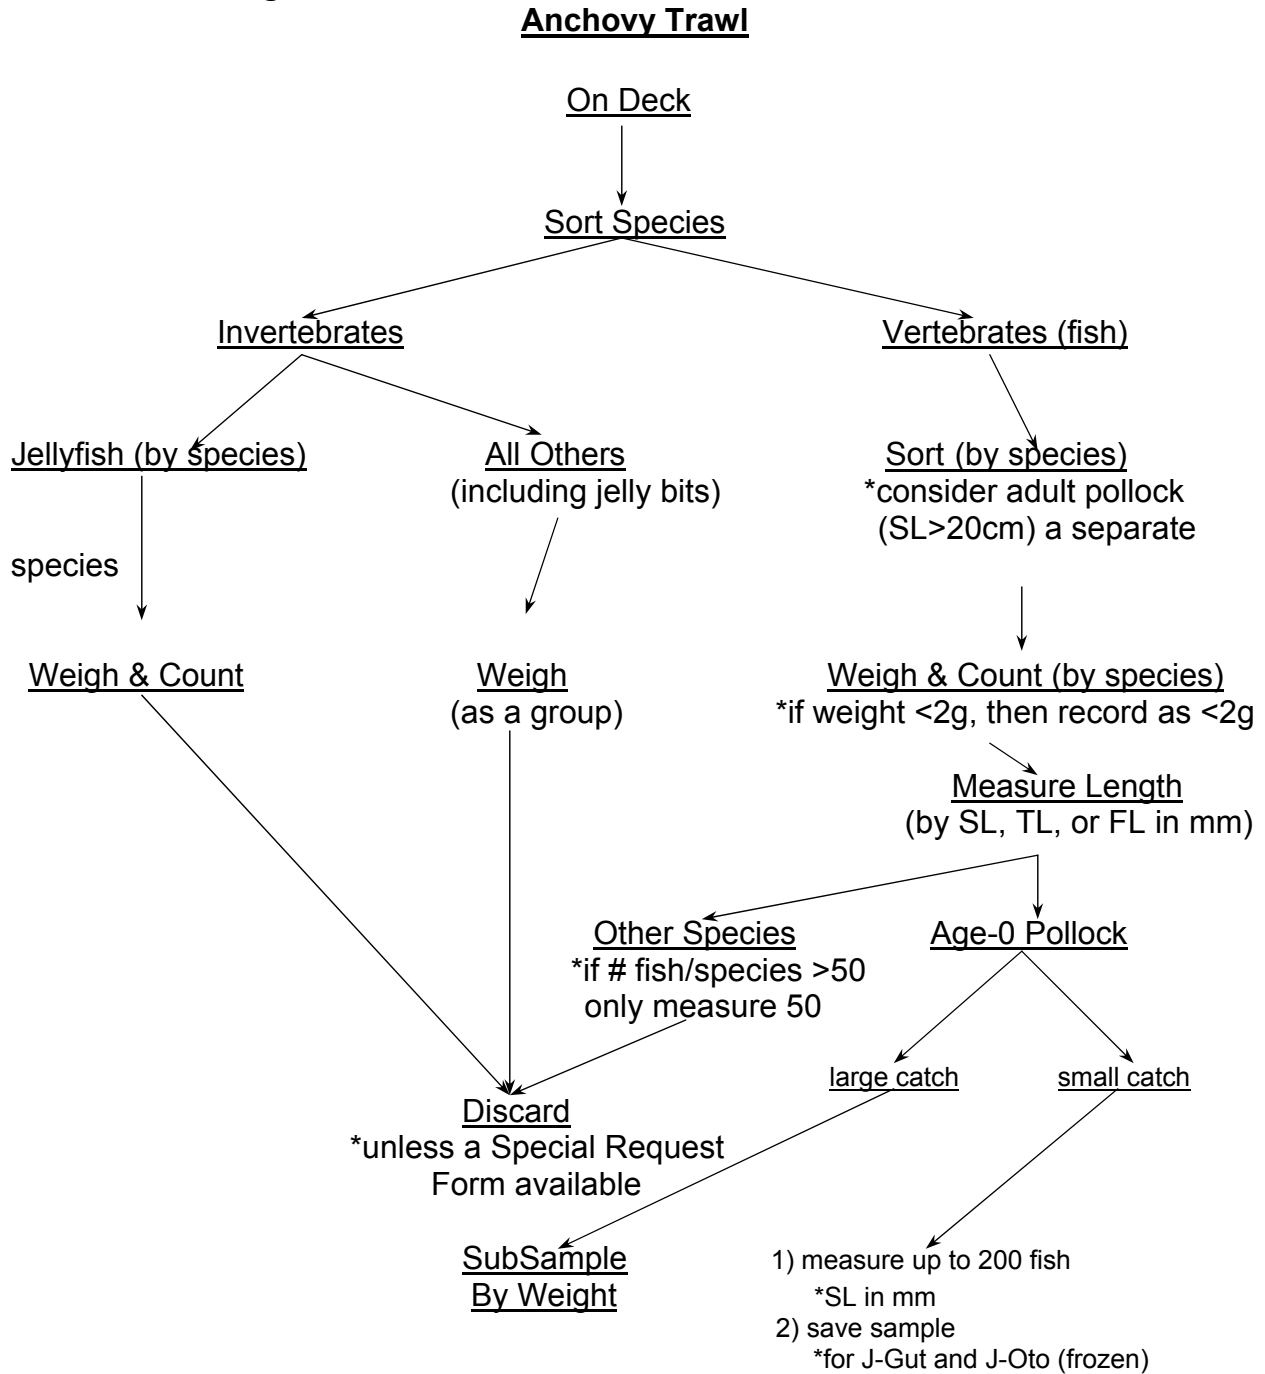 Anchovy Trawl
On Deck
Sort Species
Invertebrates
Vertebrates (fish)
Jellyfish (by species)
All Others
(including jelly bits)
Sort (by species)
*consider adult pollock
(SL>20cm) a separate
species
Weigh & Count
Weigh
(as a group)
Weigh & Count (by species)
*if weight <2g, then record as <2g
Measure Length
(by SL, TL, or FL in mm)
Other Species
*if # fish/species >50
only measure 50
Age-0 Pollock
large catch
small catch
Discard
*unless a Special Request
Form available
SubSample
By Weight
1) measure up to 200 fish
*SL in mm
2) save sample
*for J-Gut and J-Oto (frozen)